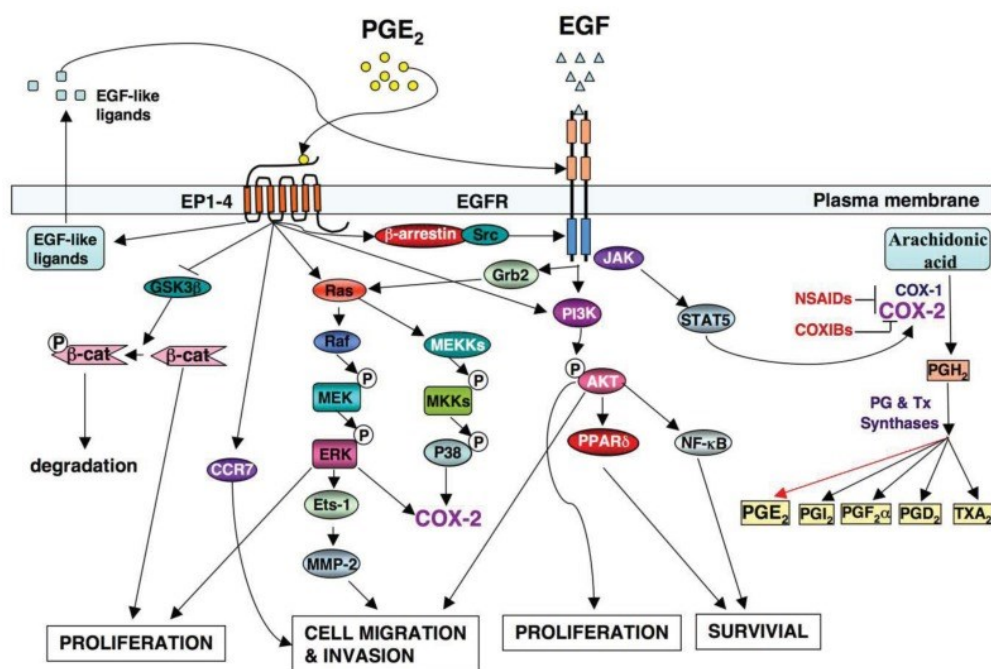 PGE2
EGF
EGF-like
ligands
EP1-4
EGFR
Plasma membrane
EGF-like
ligands
β-arrestin
Src
JAK
Arachidonic
acid
GSK3β
Ras
Grb2
PI3K
STAT5
NSAIDs
COX-1
COX-2
COXIBs
P
β-cat
β-cat
Raf
MEKKs
P
P
P
AKT
PGH2
MEK
MKKs
PG & Tx
Synthases
P
P
degradation
CCR7
ERK
P38
PPARδ
NF-κB
Ets-1
COX-2
PGE2
PGI2
PGF2α
PGD2
TXA2
MMP-2
PROLIFERATION
CELL MIGRATION
& INVASION
PROLIFERATION
SURVIVIAL